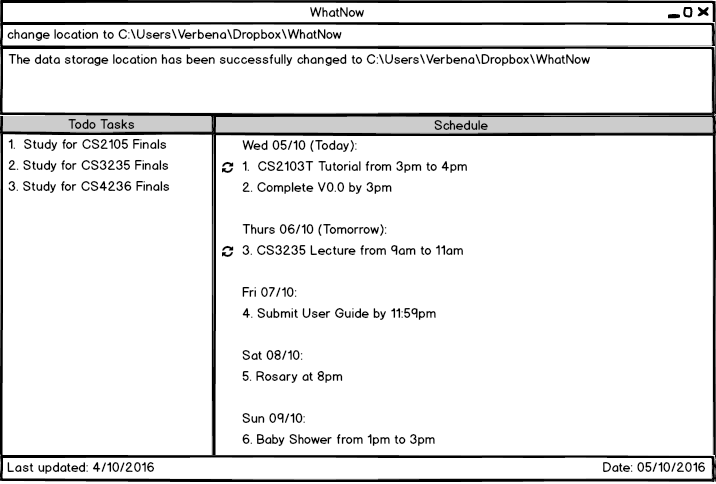 WhatNow
change location to C:\Users\Verbena\Dropbox\WhatNow
The data storage location has been successfully changed to C:\Users\Verbena\Dropbox\WhatNow
Todo Tasks
1. Study for CS2105 Finals
2. Study for CS3235 Finals
3. Study for CS4236 Finals
Schedule
Wed 05/10 (Today):
1. CS2103T Tutorial from 3pm to 4pm
2. Complete V0.0 by 3pm
Thurs 06/10 (Tomorrow):
3. CS3235 Lecture from 9am to 11am
Fri 07/10:
4. Submit User Guide by 11:59pm
Sat 08/10:
5. Rosary at 8pm
Sun 09/10:
6. Baby Shower from 1pm to 3pm
Last updated: 4/10/2016
Date: 05/10/2016